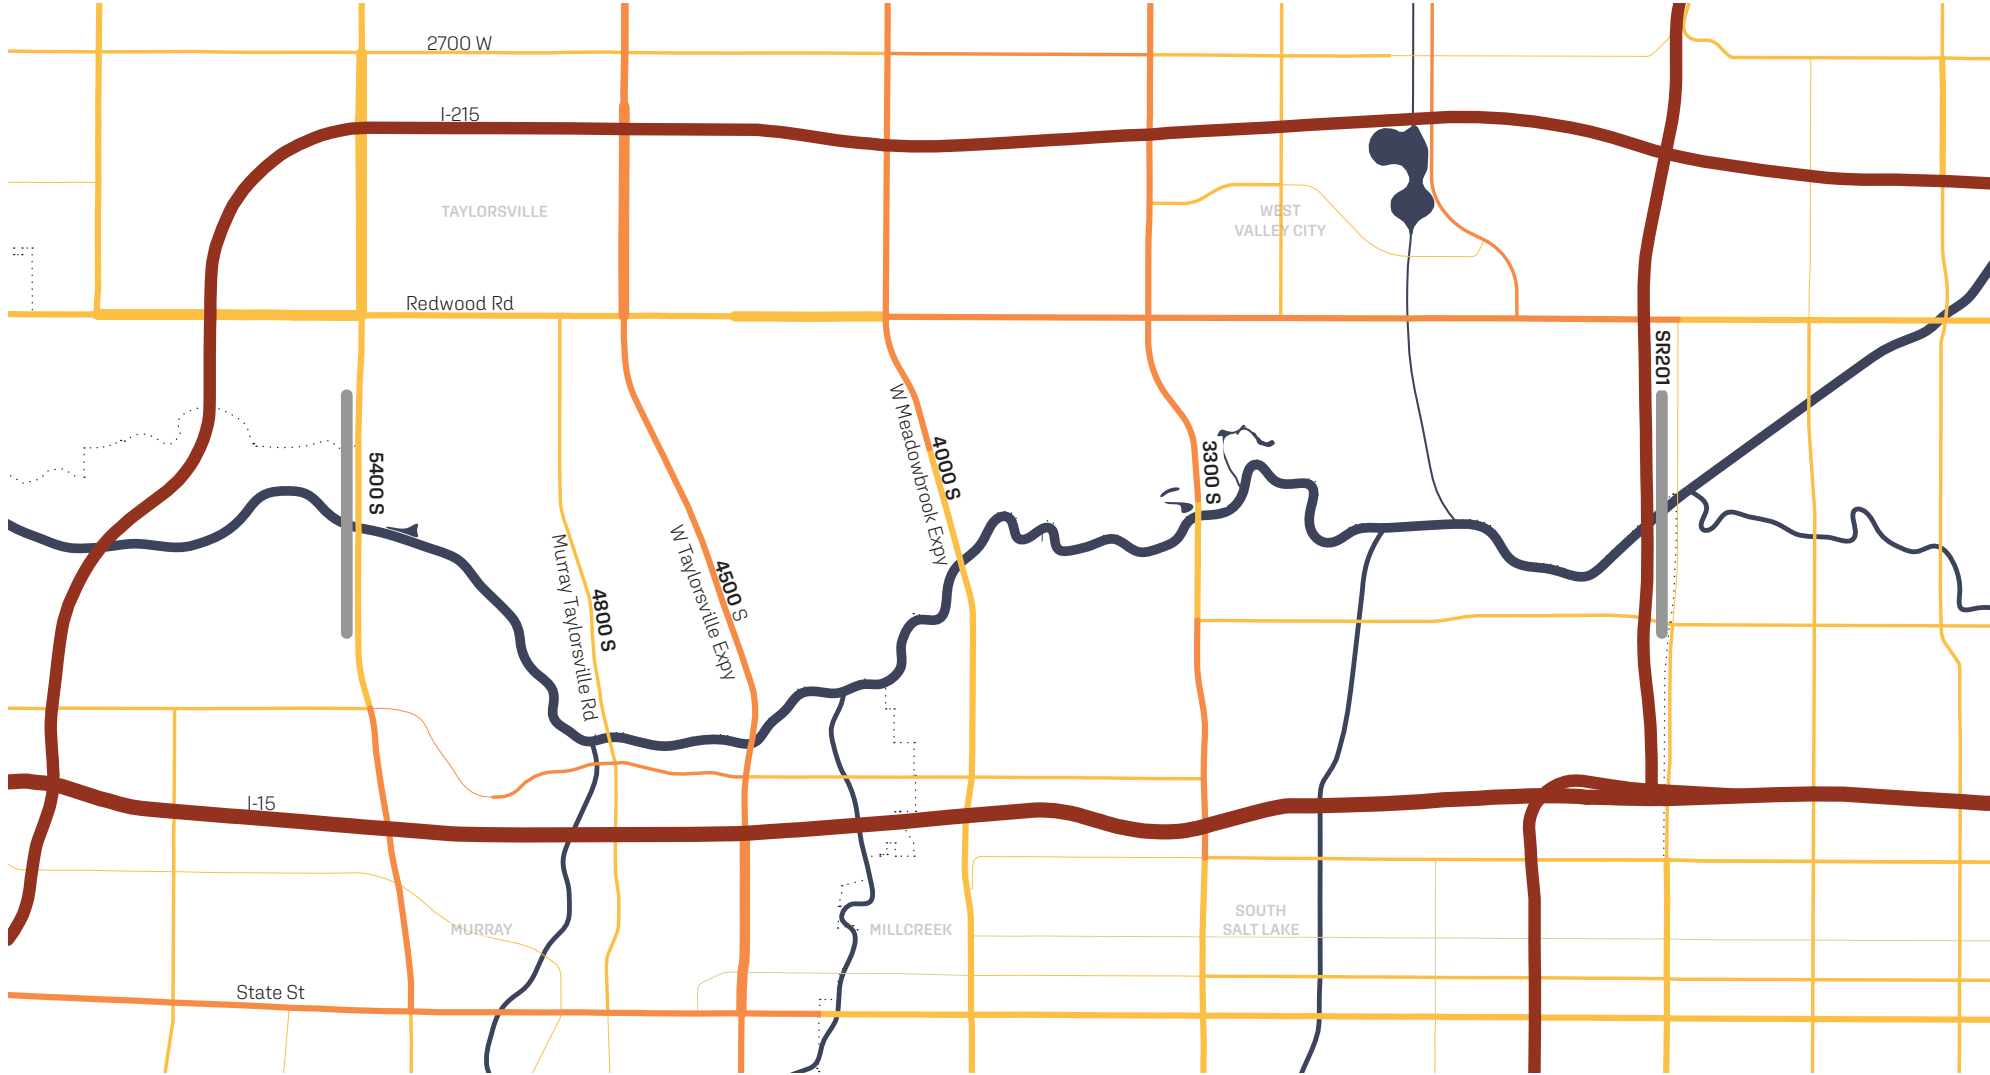 2700 W
I-215
TAYLORSVILLE
WEST
VALLEY CITY
Redwood Rd
SR201
5400 S
W Meadowbrook Expy
4000 S
3300 S
Murray Taylorsville Rd
4800 S
W Taylorsville Expy
4500 S
I-15
MURRAY
MILLCREEK
SOUTH
SALT LAKE
State St